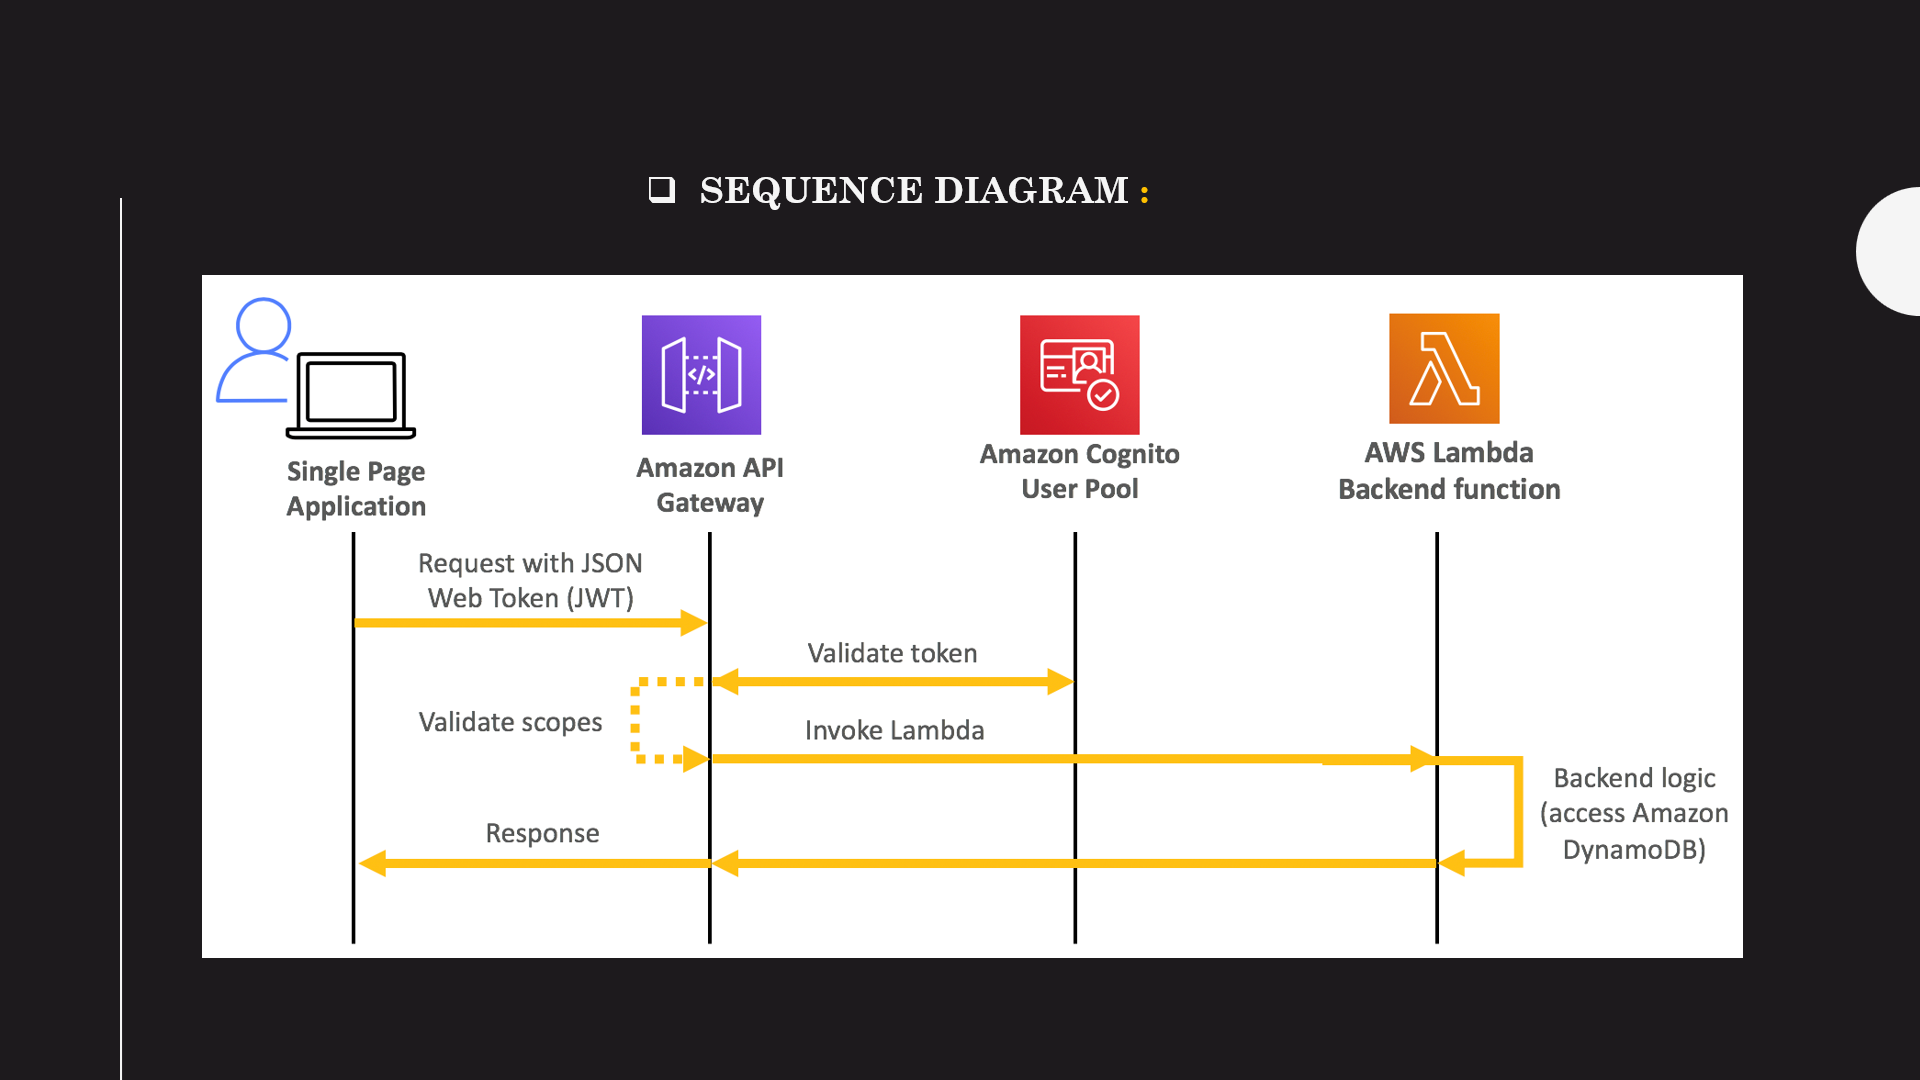 SEQUENCE DIAGRAM :
Single Page
Application
Amazon API
Gateway
Amazon Cognito
User Pool
AWS Lambda
Backend function
Request with JSON
Web Token (JWT)
Validate token
Validate scopes
Invoke Lambda
Backend logic
(access Amazon
DynamoDB)
Response